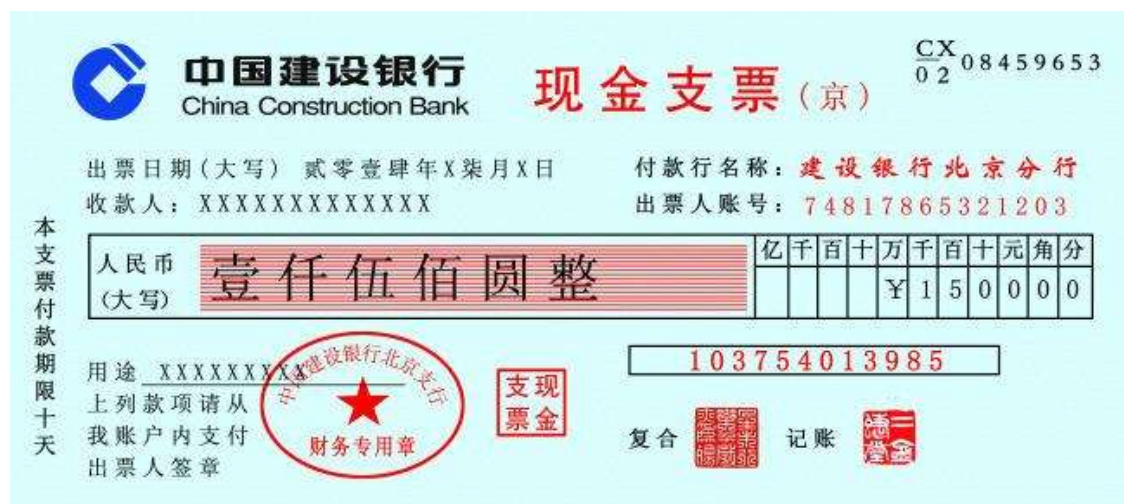 中国建设银行
China Construction Bank
现金支票(京)
CX
02
08459653
出票日期(大写) 贰零壹肆年X柒月X日
付款行名称:建设银行北京分行
收款人:XXXXXXXXXXXXX
出票人账号:74817865321203
本支票付款期限十天
人民币
(大写)
壹仟伍佰圆整
亿千百十万千百十元角分
¥150000
用途 XXXXXXXXX
上列款项请从
我账户内支付
出票人签章
中国建设银行北京支行
财务专用章
现金
支票
103754013985
复合
记账